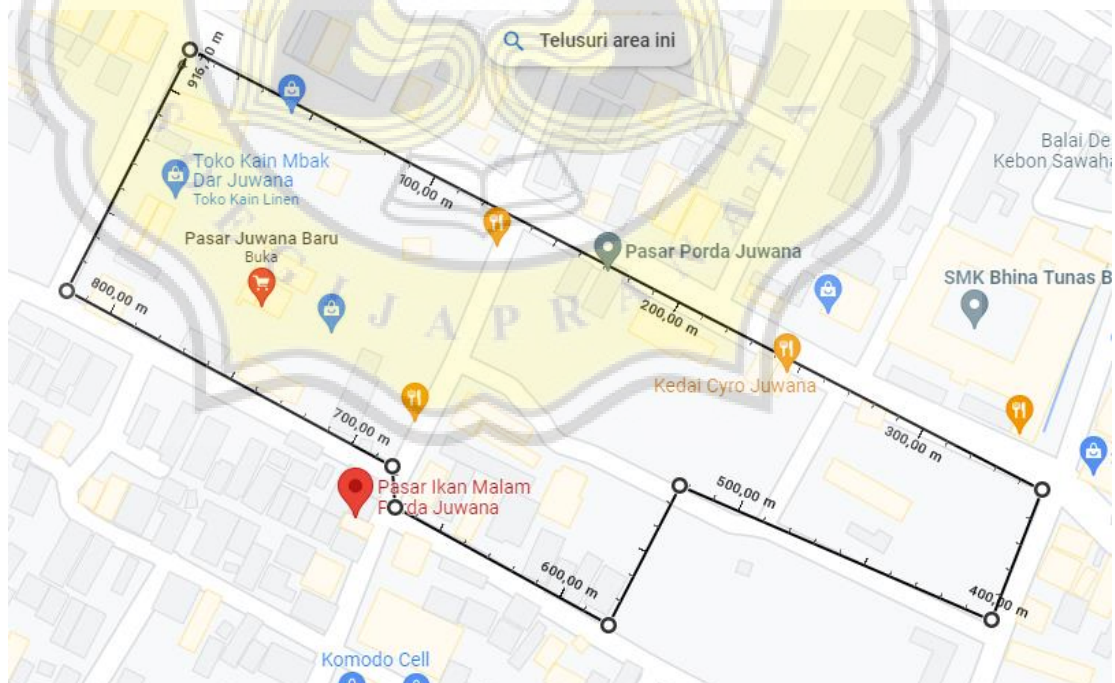 Telusuri area ini
916,10 m
Balai De
Kebon Sawaha
Toko Kain Mbak
Dar Juwana
Toko Kain Linen
100,00 m
Pasar Juwana Baru
Buka
Pasar Porda Juwana
SMK Bhina Tunas B
800,00 m
200,00 m
Kedai Cyro Juwana
700,00 m
300,00 m
Pasar Ikan Malam
Porda Juwana
500,00 m
600,00 m
400,00 m
Komodo Cell
G I J A P R A
A T A